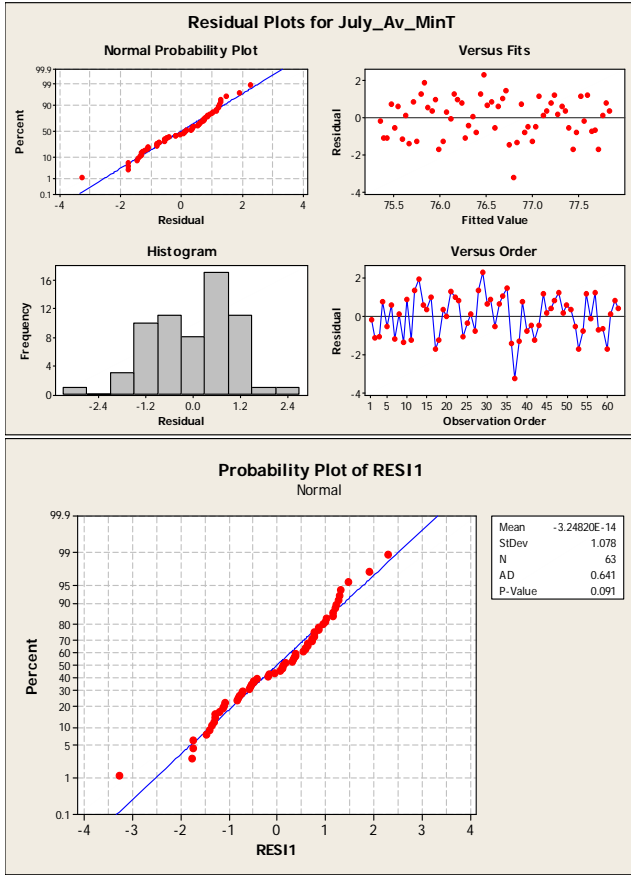 Residual Plots for July_Av_MinT
Normal Probability Plot
99.9
99
90
50
10
1
0.1
Percent
-4 -2 0 2 4
Residual
Versus Fits
2
0
-2
-4
Residual
75.5 76.0 76.5 77.0 77.5
Fitted Value
Histogram
16
12
8
4
0
Frequency
-2.4 -1.2 0.0 1.2 2.4
Residual
Versus Order
2
0
-2
-4
Residual
1 5 10 15 20 25 30 35 40 45 50 55 60
Observation Order
Probability Plot of RESI1
Normal
99.9
99
95
90
80
70
60
50
40
30
20
10
5
1
0.1
Percent
-4 -3 -2 -1 0 1 2 3 4
RESI1
Mean -3.24820E-14
StDev 1.078
N 63
AD 0.641
P-Value 0.091